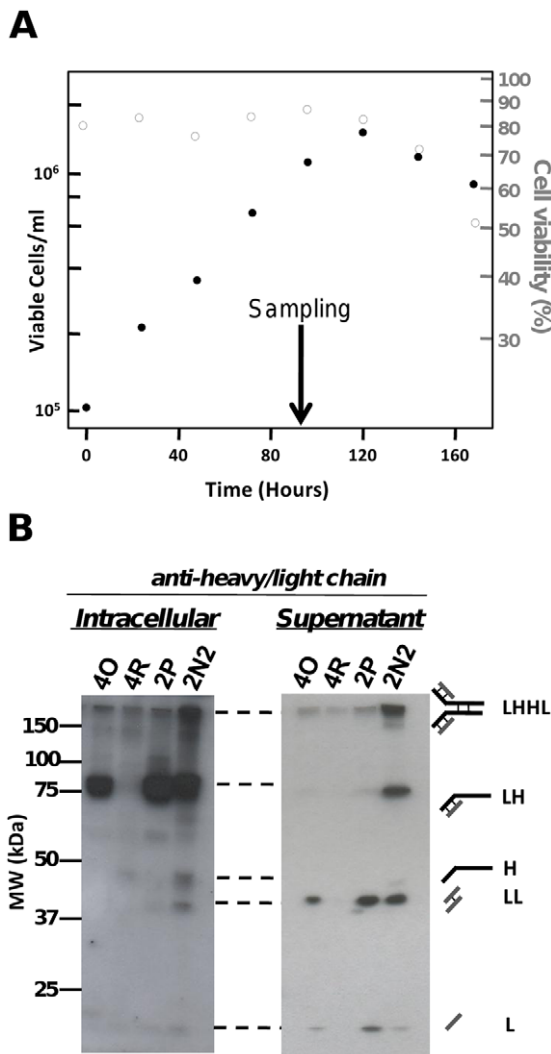 A
100
90
80
70
60
50
40
30
10⁶
10⁵
Viable Cells/ml
Cell viability (%)
Sampling
0 40 80 120 160
Time (Hours)
B
anti-heavy/light chain
Intracellular Supernatant
4O 4R 2P 2N2 4O 4R 2P 2N2
MW (kDa)
150
100
75
50
37
25
LHHL
LH
H
LL
L